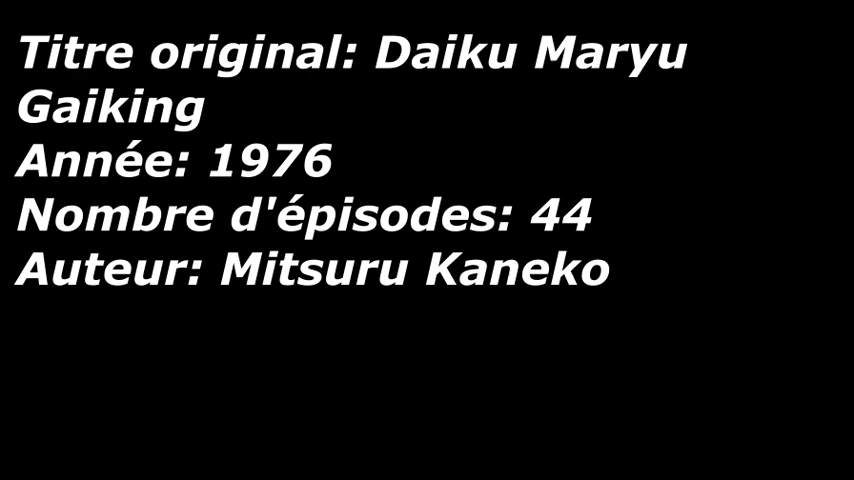 Titre original: Daiku Maryu
Gaiking
Année: 1976
Nombre d'épisodes: 44
Auteur: Mitsuru Kaneko